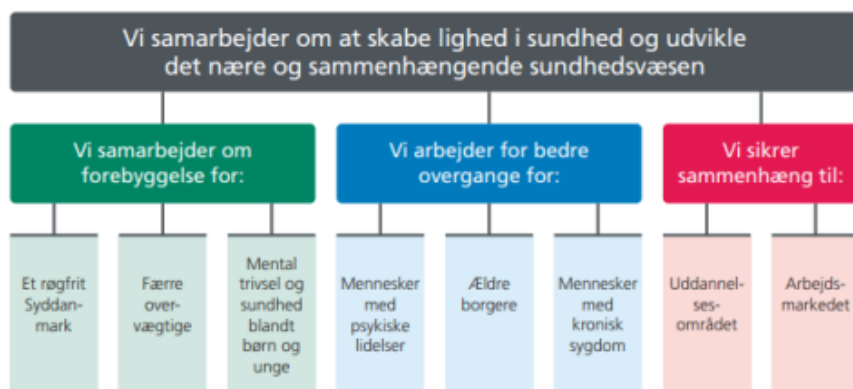 Vi samarbejder om at skabe lighed i sundhed og udvikle
det nære og sammenhængende sundhedsvæsen
Vi samarbejder om
forebyggelse for:
Vi arbejder for bedre
overgange for:
Vi sikrer
sammenhæng til:
Et røgfrit
Syddan-
mark
Færre
over-
vægtige
Mental
trivsel og
sundhed
blandt
børn og
unge
Mennesker
med
psykiske
lidelser
Ældre
borgere
Mennesker
med
kronisk
sygdom
Uddannel-
ses-
området
Arbejds-
markedet